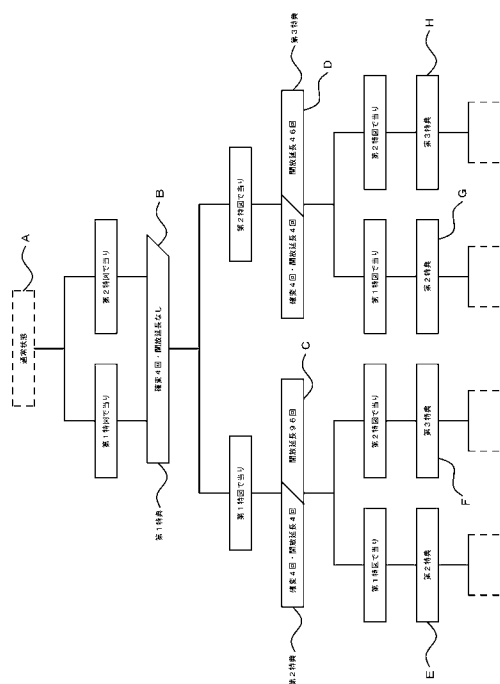 A
通常状態
第1特図で当り
第2特図で当り
B
確変4回・開放延長なし
第1特典
第1特図で当り
第2特図で当り
確変4回・開放延長4回
開放延長96回
C
第2特典
確変4回・開放延長4回
開放延長46回
D
第3特典
第1特図で当り
第2特図で当り
第1特図で当り
第2特図で当り
第2特典
E
第3特典
F
第2特典
G
第3特典
H